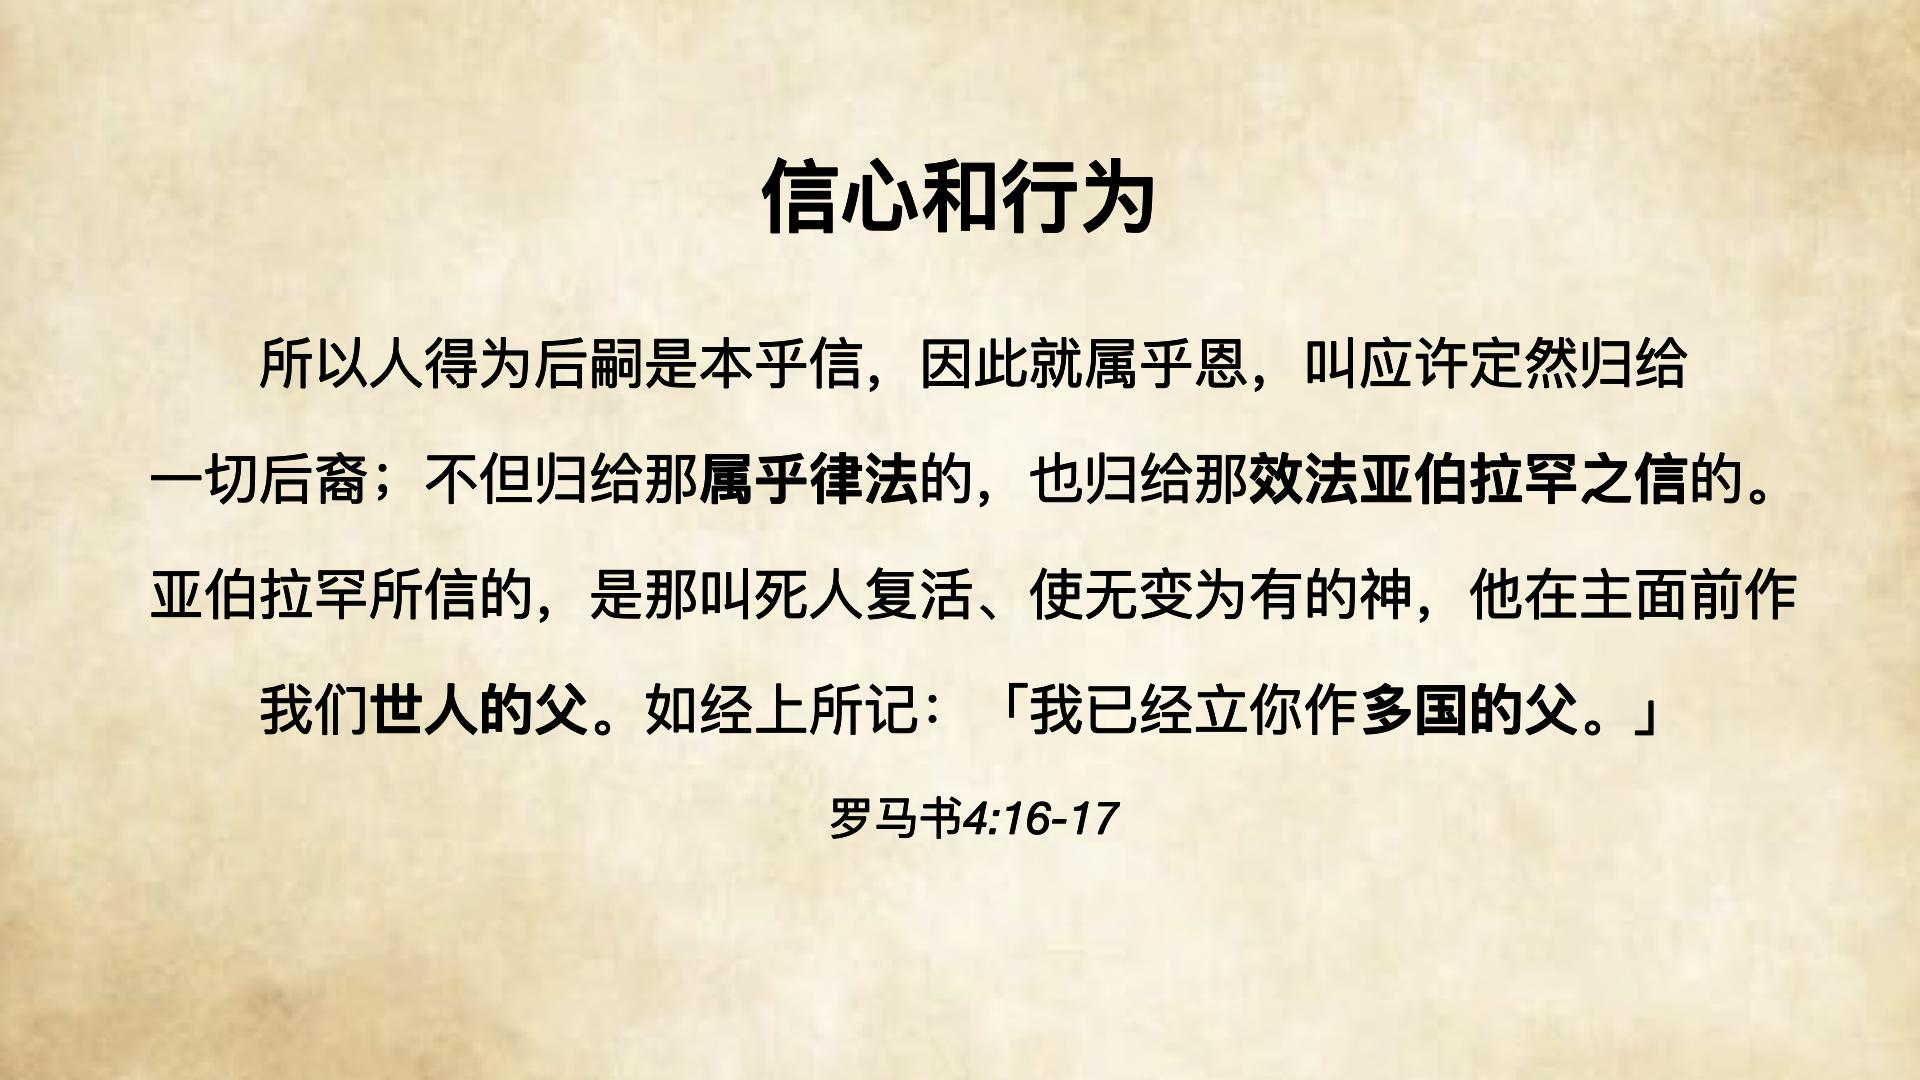 信心和行为
所以人得为后嗣是本乎信，因此就属乎恩，叫应许定然归给
一切后裔；不但归给那属乎律法的，也归给那效法亚伯拉罕之信的。
亚伯拉罕所信的，是那叫死人复活、使无变为有的神，他在主面前作
我们世人的父。如经上所记：「我已经立你作多国的父。」
罗马书4:16-17